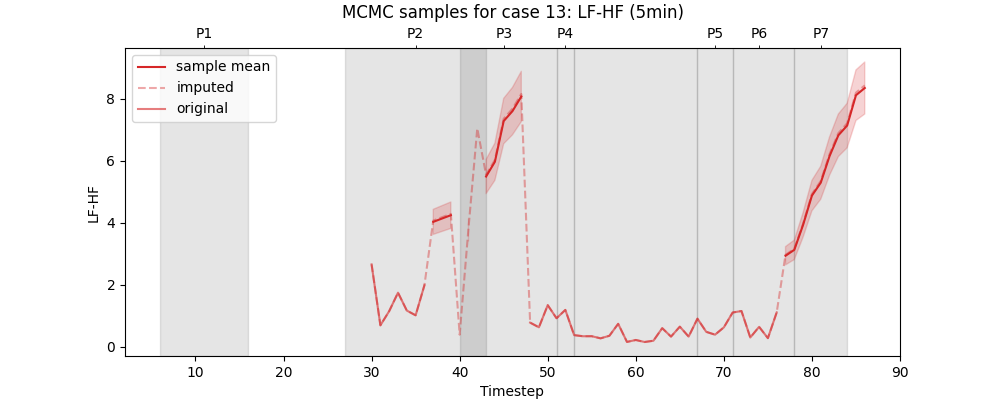 MCMC samples for case 13: LF-HF (5min)
P1 P2 P3 P4 P5 P6 P7
sample mean
imputed
original
8
6
4
2
0
LF-HF
10 20 30 40 50 60 70 80 90
Timestep